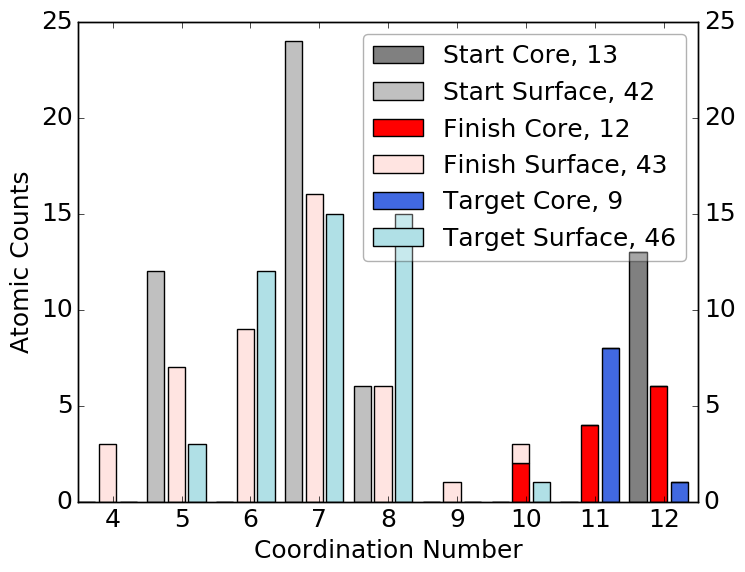 25
20
15
10
5
0
Atomic Counts
Start Core, 13
Start Surface, 42
Finish Core, 12
Finish Surface, 43
Target Core, 9
Target Surface, 46
25
20
15
10
5
0
4 5 6 7 8 9 10 11 12
Coordination Number